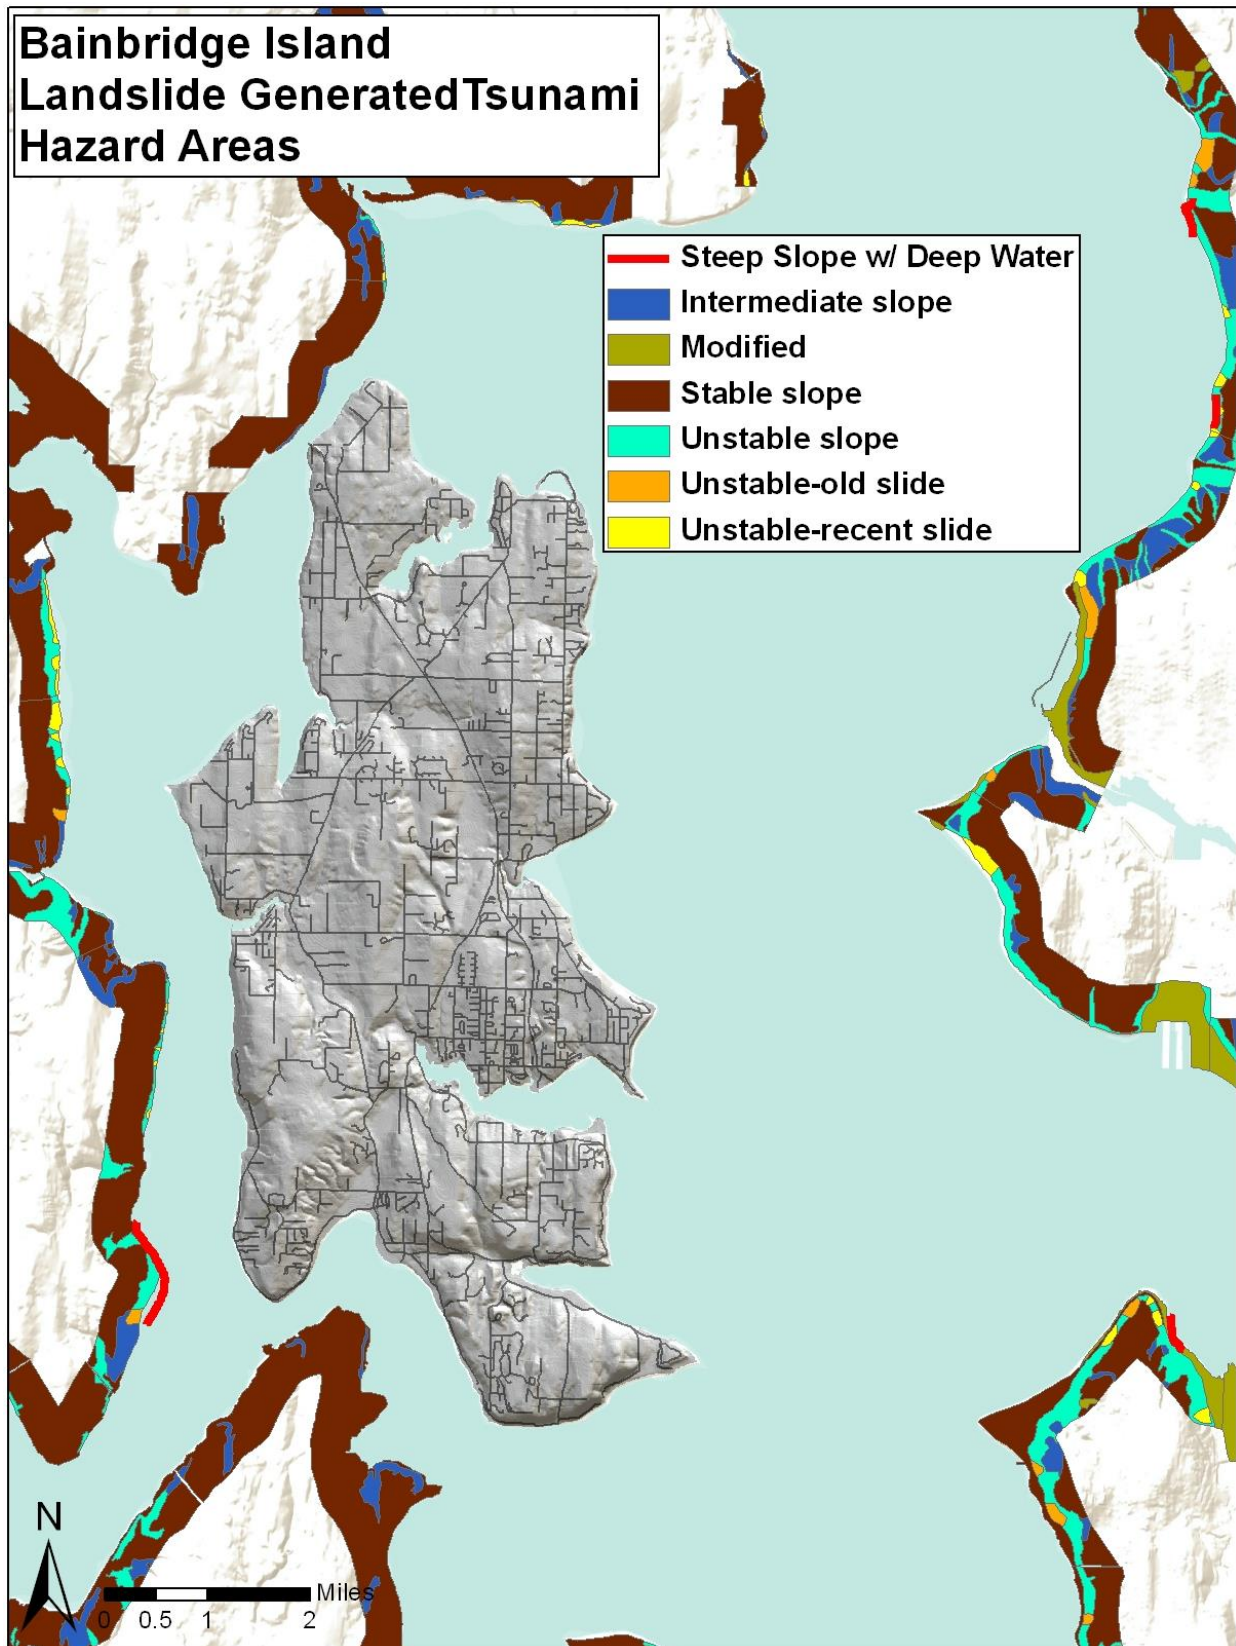 Bainbridge Island
Landslide GeneratedTsunami
Hazard Areas
Steep Slope w/ Deep Water
Intermediate slope
Modified
Stable slope
Unstable slope
Unstable-old slide
Unstable-recent slide
N
Miles
0 0.5 1 2